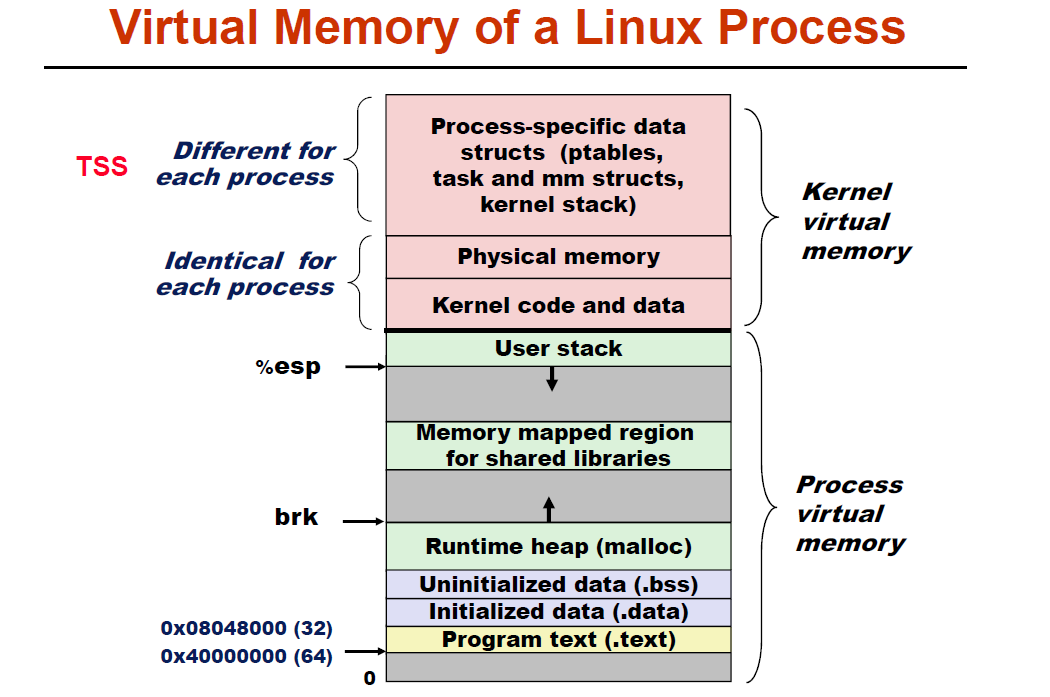 Virtual Memory of a Linux Process
TSS
Different for
each process
Process-specific data
structs (ptables,
task and mm structs,
kernel stack)
Kernel
virtual
memory
Identical for
each process
Physical memory
Kernel code and data
User stack
%esp
Memory mapped region
for shared libraries
Process
virtual
memory
brk
Runtime heap (malloc)
Uninitialized data (.bss)
Initialized data (.data)
Program text (.text)
0x08048000 (32)
0x40000000 (64)
0